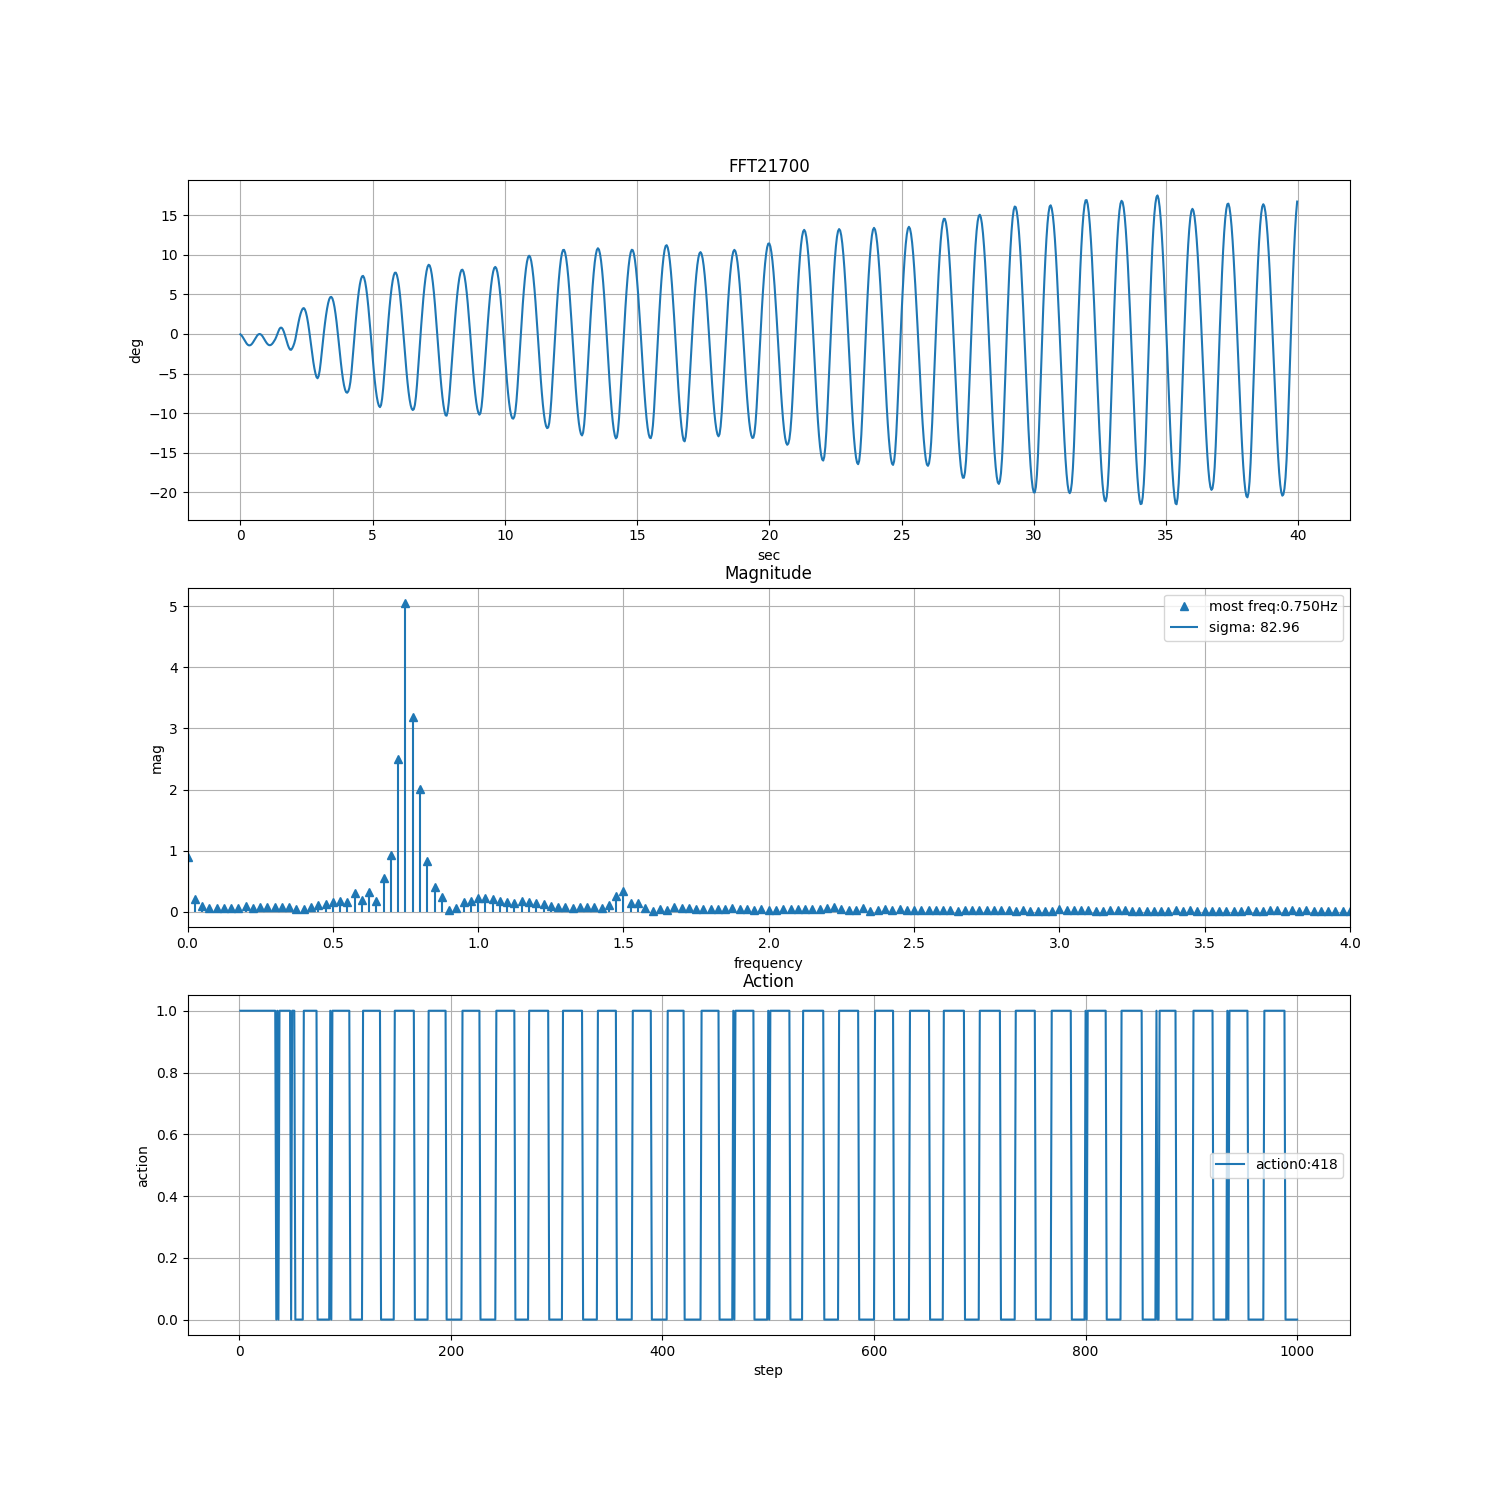 FFT21700
15
10
5
0
−5
−10
−15
−20
deg
0 5 10 15 20 25 30 35 40
sec
Magnitude
5
4
3
2
1
0
mag
most freq:0.750Hz
sigma: 82.96
0.0 0.5 1.0 1.5 2.0 2.5 3.0 3.5 4.0
frequency
Action
1.0
0.8
0.6
0.4
0.2
0.0
action
action0:418
0 200 400 600 800 1000
step